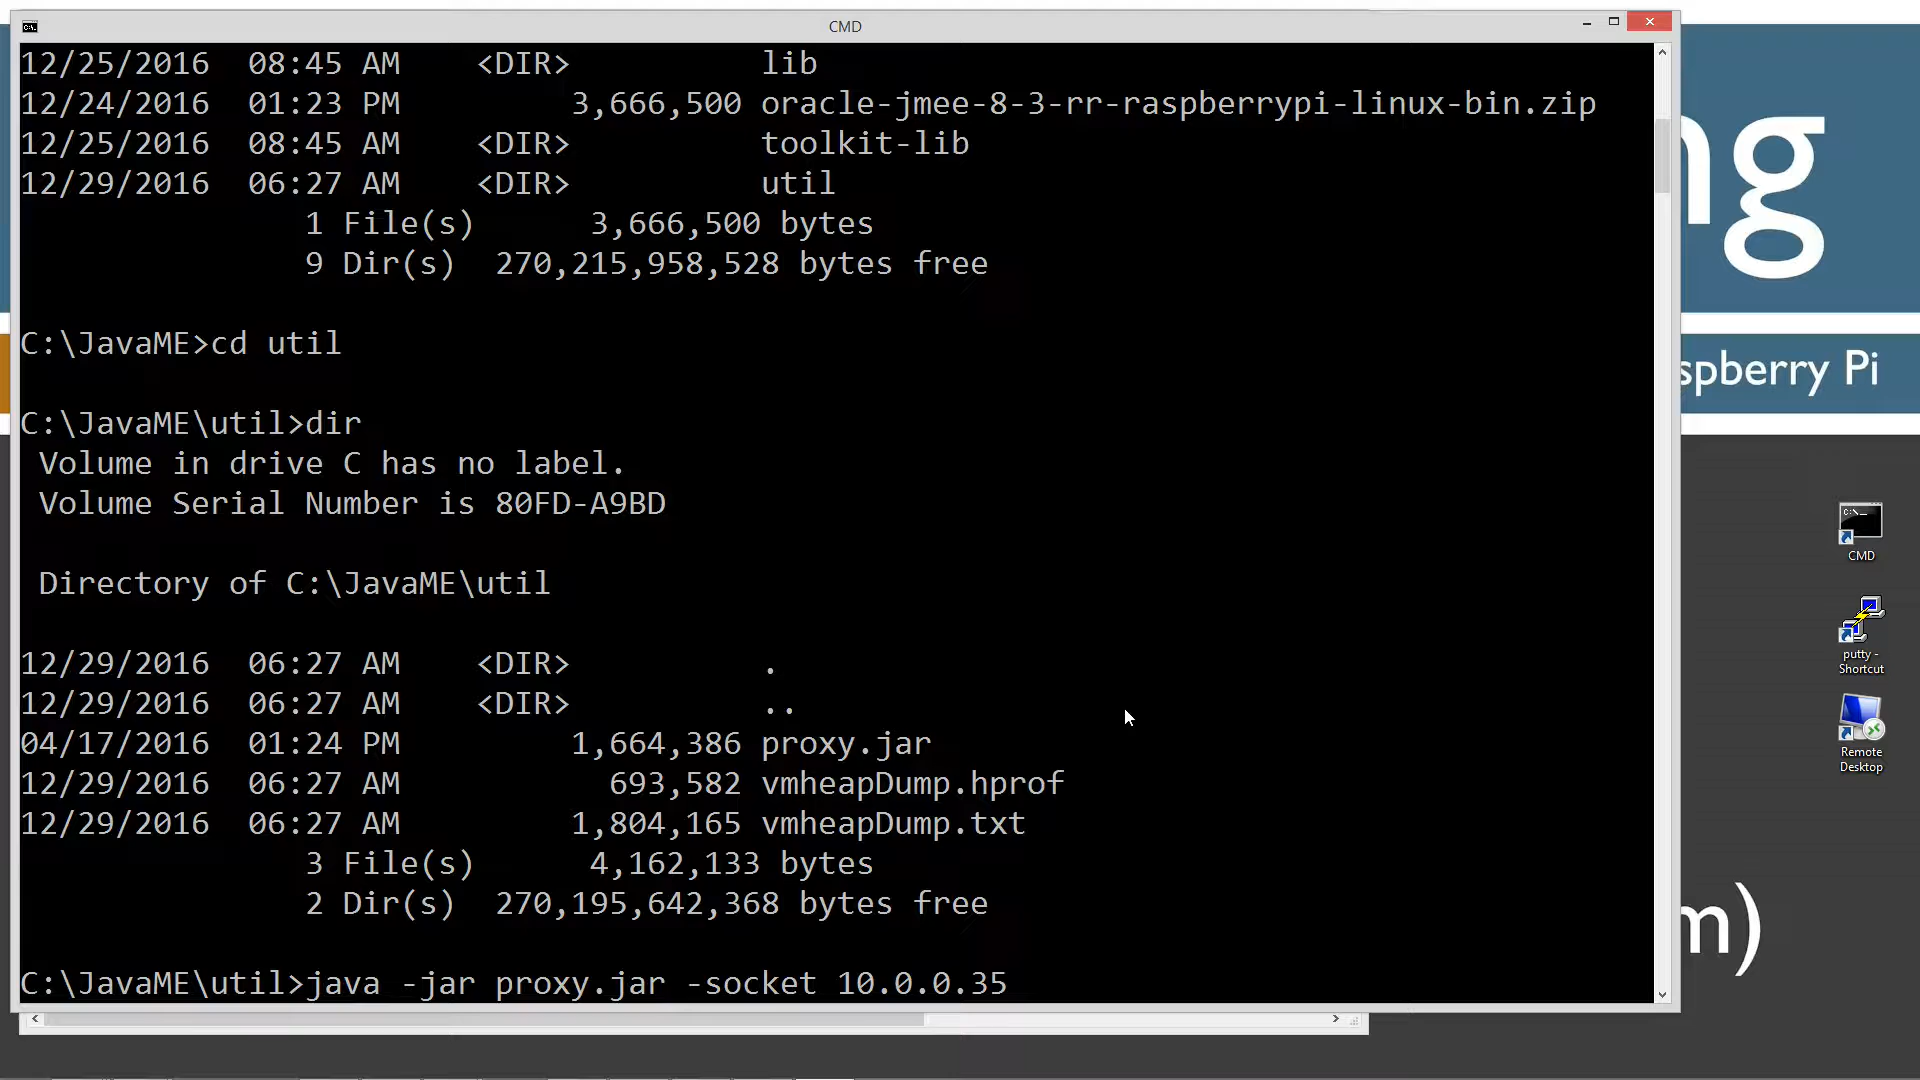 CMD
12/25/2016  08:45 AM    <DIR>          lib
12/24/2016  01:23 PM         3,666,500 oracle-jmee-8-3-rr-raspberrypi-linux-bin.zip
12/25/2016  08:45 AM    <DIR>          toolkit-lib
12/29/2016  06:27 AM    <DIR>          util
1 File(s)      3,666,500 bytes
9 Dir(s)  270,215,958,528 bytes free
C:\JavaME>cd util
C:\JavaME\util>dir
Volume in drive C has no label.
Volume Serial Number is 80FD-A9BD
Directory of C:\JavaME\util
12/29/2016  06:27 AM    <DIR>          .
12/29/2016  06:27 AM    <DIR>          ..
04/17/2016  01:24 PM         1,664,386 proxy.jar
12/29/2016  06:27 AM           693,582 vmheapDump.hprof
12/29/2016  06:27 AM         1,804,165 vmheapDump.txt
3 File(s)      4,162,133 bytes
2 Dir(s)  270,195,642,368 bytes free
C:\JavaME\util>java -jar proxy.jar -socket 10.0.0.35
ng
spberry Pi
m)
C:\>_
CMD
putty -
Shortcut
Remote
Desktop